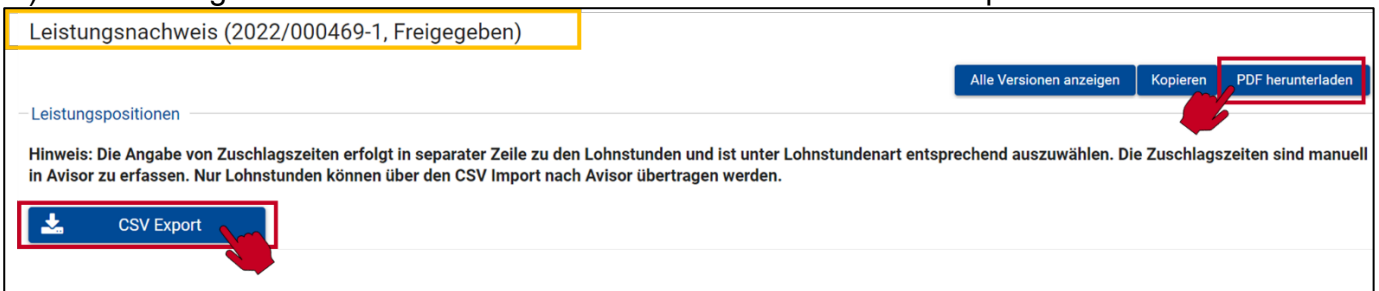 Leistungsnachweis (2022/000469-1, Freigegeben)
Alle Versionen anzeigen Kopieren PDF herunterladen
Leistungspositionen
Hinweis: Die Angabe von Zuschlagszeiten erfolgt in separater Zeile zu den Lohnstunden und ist unter Lohnstundenart entsprechend auszuwählen. Die Zuschlagszeiten sind manuell
in Avisor zu erfassen. Nur Lohnstunden können über den CSV Import nach Avisor übertragen werden.
CSV Export